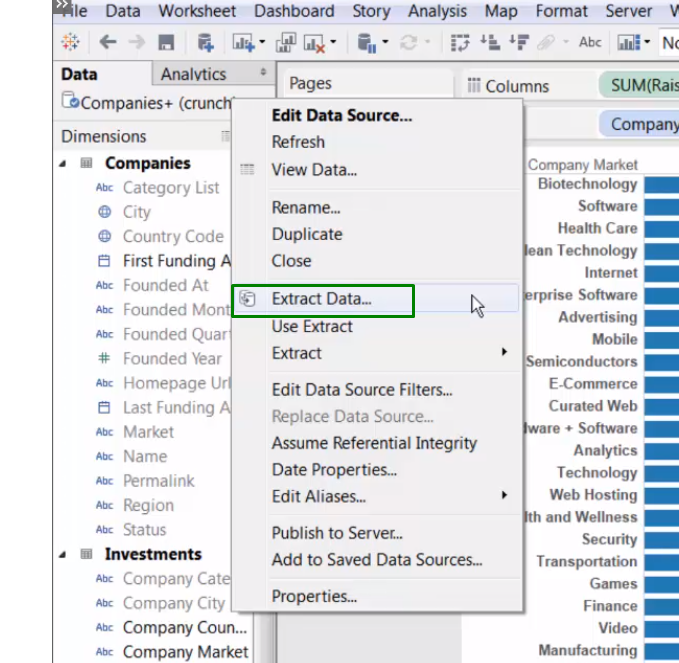 File Data Worksheet Dashboard Story Analysis Map Format Server
Abc
Data Analytics
Pages
Columns
SUM(Rais
Companies+ (crunch
Company
Dimensions
Companies
Abc Category List
City
Country Code
First Funding A
Abc Founded At
Abc Founded Mont
Abc Founded Quar
# Founded Year
Abc Homepage Url
Last Funding A
Abc Market
Abc Name
Abc Permalink
Abc Region
Abc Status
Investments
Abc Company Cate
Abc Company City
Abc Company Coun...
Abc Company Market
Edit Data Source...
Refresh
View Data...
Rename...
Duplicate
Close
Extract Data...
Use Extract
Extract
Edit Data Source Filters...
Replace Data Source...
Assume Referential Integrity
Date Properties...
Edit Aliases...
Publish to Server...
Add to Saved Data Sources...
Properties...
Company Market
Biotechnology
Software
Health Care
lean Technology
Internet
erprise Software
Advertising
Mobile
Semiconductors
E-Commerce
Curated Web
ware + Software
Analytics
Technology
Web Hosting
lth and Wellness
Security
Transportation
Games
Finance
Video
Manufacturing